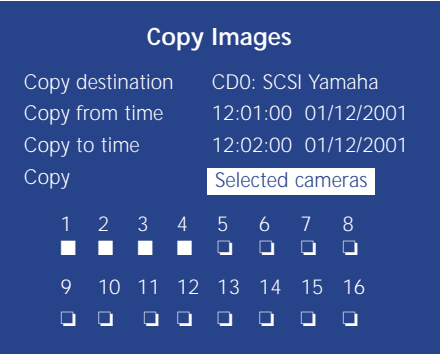 Copy Images
Copy destination CD0: SCSI Yamaha
Copy from time 12:01:00 01/12/2001
Copy to time 12:02:00 01/12/2001
Copy Selected cameras
1 2 3 4 5 6 7 8
9 10 11 12 13 14 15 16